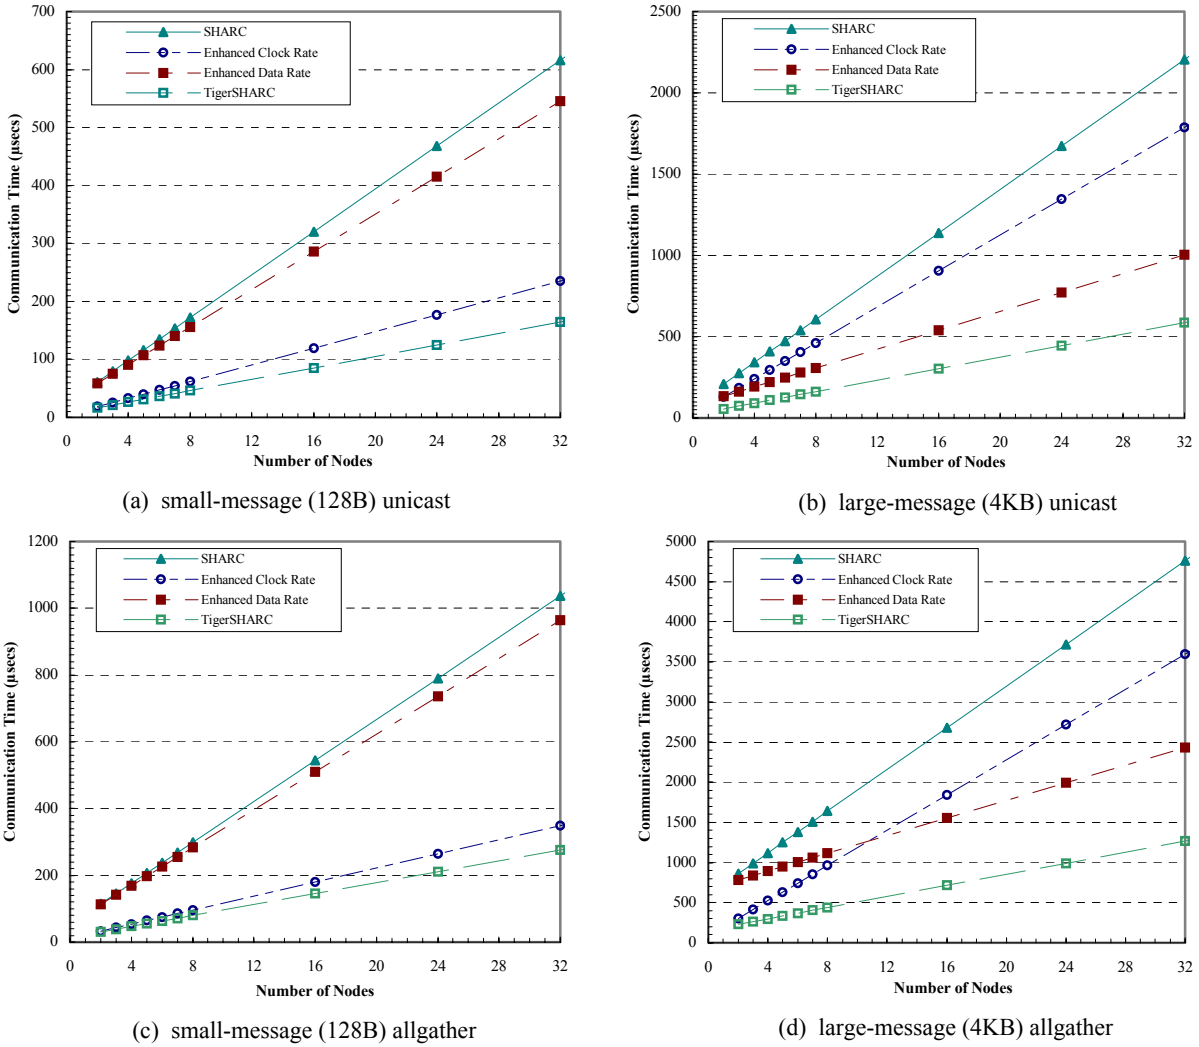 700
600
500
400
300
200
100
0
Communication Time (µsecs)
SHARC
Enhanced Clock Rate
Enhanced Data Rate
TigerSHARC
0 4 8 12 16 20 24 28 32
Number of Nodes
(a) small-message (128B) unicast
2500
2000
1500
1000
500
0
Communication Time (µsecs)
SHARC
Enhanced Clock Rate
Enhanced Data Rate
TigerSHARC
0 4 8 12 16 20 24 28 32
Number of Nodes
(b) large-message (4KB) unicast
1200
1000
800
600
400
200
0
Communication Time (µsecs)
SHARC
Enhanced Clock Rate
Enhanced Data Rate
TigerSHARC
0 4 8 12 16 20 24 28 32
Number of Nodes
(c) small-message (128B) allgather
5000
4500
4000
3500
3000
2500
2000
1500
1000
500
0
Communication Time (µsecs)
SHARC
Enhanced Clock Rate
Enhanced Data Rate
TigerSHARC
0 4 8 12 16 20 24 28 32
Number of Nodes
(d) large-message (4KB) allgather